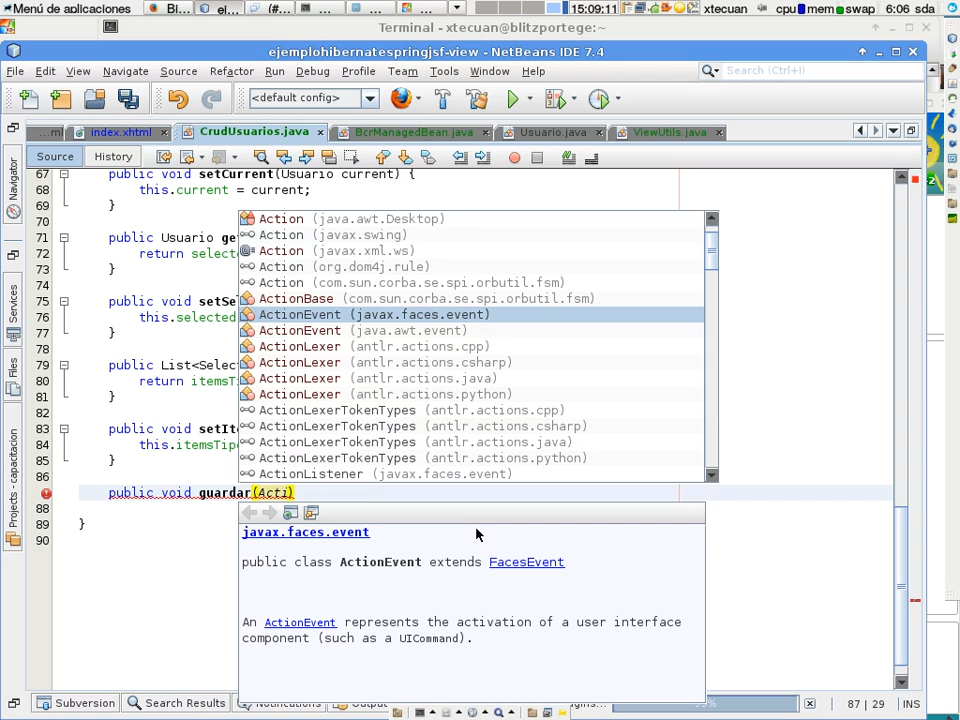 Menú de aplicaciones Bl... el... (#... ... ... ... ... 15:09:11 xtecuan cpu mem swap 6:06 sda
Terminal - xtecuan@blitzportege:~
ejemplohibernatespringjsf-view - NetBeans IDE 7.4
File Edit View Navigate Source Refactor Run Debug Profile Team Tools Window Help Search (Ctrl+I)
<default config>
...ml index.xhtml CrudUsuarios.java BcrManagedBean.java Usuario.java ViewUtils.java
Source History
Navigator
Services
Files
Projects - capacitacion
67 public void setCurrent(Usuario current) {
68 this.current = current;
69 }
70
71 public Usuario ge
72 return selec
73 }
74
75 public void setSe
76 this.selected
77 }
78
79 public List<Selec
80 return itemsT
81 }
82
83 public void setIt
84 this.itemsTip
85 }
86
public void guardar(Acti)
88
89 }
90
Action (java.awt.Desktop)
Action (javax.swing)
Action (javax.xml.ws)
Action (org.dom4j.rule)
Action (com.sun.corba.se.spi.orbutil.fsm)
ActionBase (com.sun.corba.se.spi.orbutil.fsm)
ActionEvent (javax.faces.event)
ActionEvent (java.awt.event)
ActionLexer (antlr.actions.cpp)
ActionLexer (antlr.actions.csharp)
ActionLexer (antlr.actions.java)
ActionLexer (antlr.actions.python)
ActionLexerTokenTypes (antlr.actions.cpp)
ActionLexerTokenTypes (antlr.actions.csharp)
ActionLexerTokenTypes (antlr.actions.java)
ActionLexerTokenTypes (antlr.actions.python)
ActionListener (javax.faces.event)
javax.faces.event
public class ActionEvent extends FacesEvent
An ActionEvent represents the activation of a user interface
component (such as a UICommand).
Subversion Search Results Notifications 87 | 29 INS